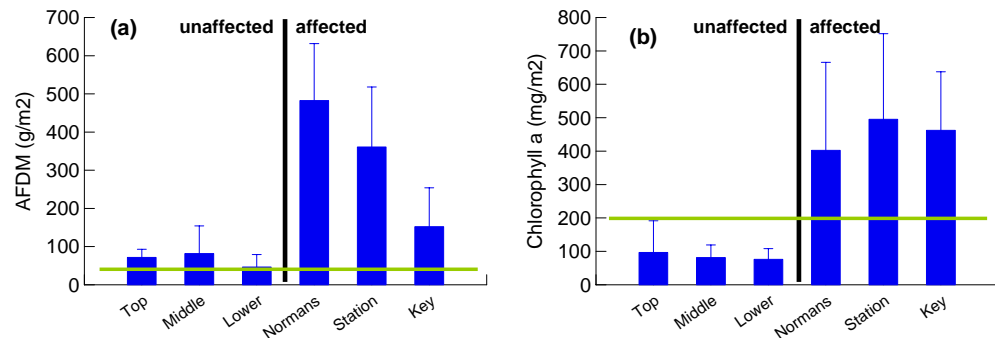 (a)
unaffected
affected
AFDM (g/m2)
700
600
500
400
300
200
100
0
Top
Middle
Lower
Normans
Station
Key
(b)
unaffected
affected
Chlorophyll a (mg/m2)
800
700
600
500
400
300
200
100
0
Top
Middle
Lower
Normans
Station
Key